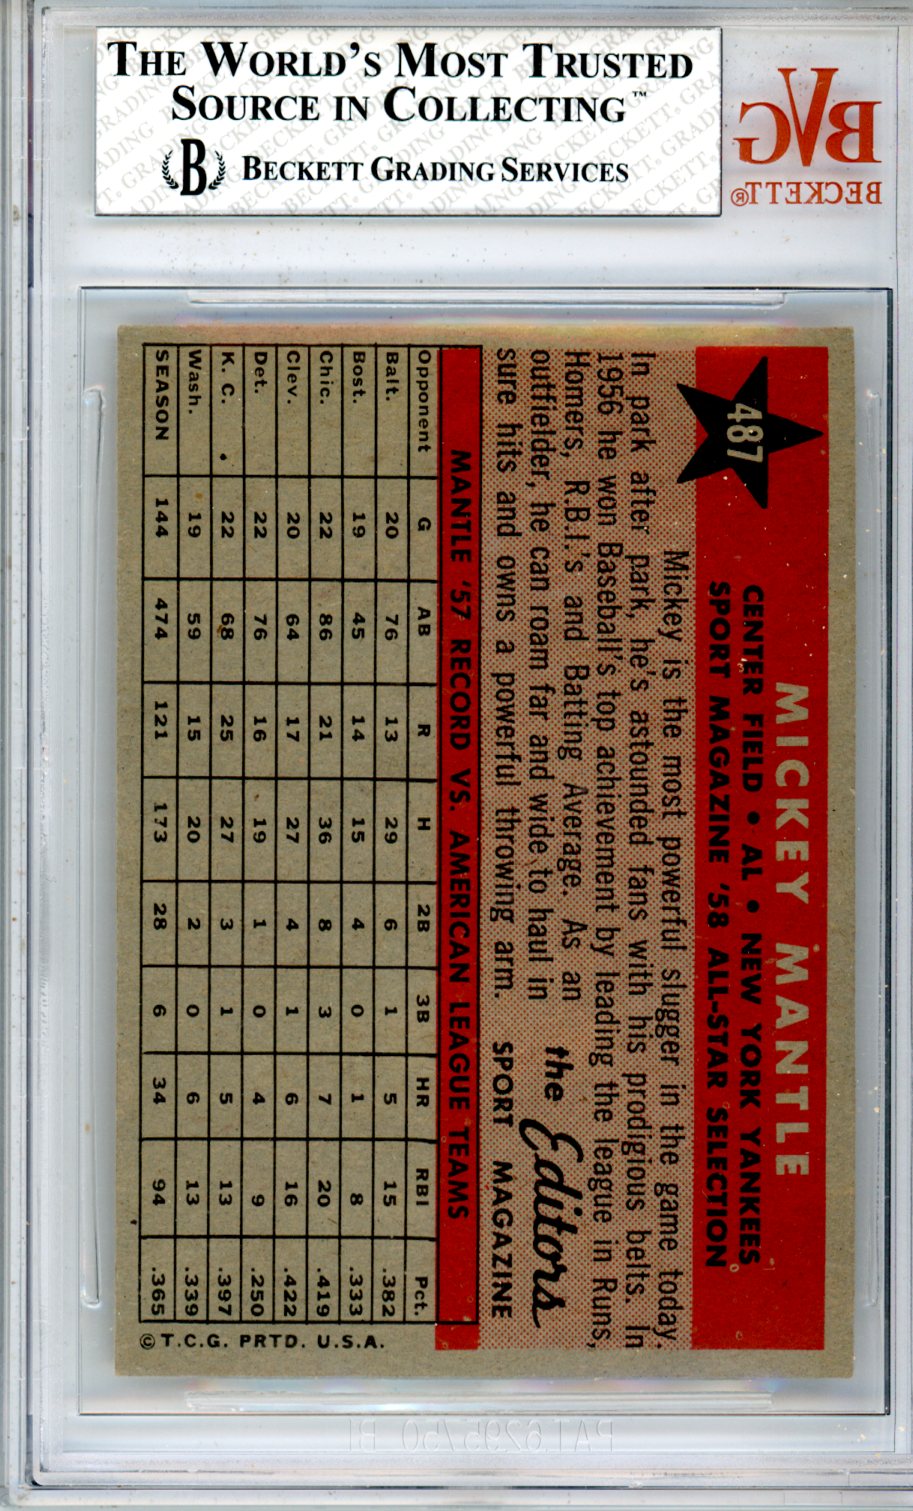 THE WORLD'S MOST TRUSTED
SOURCE IN COLLECTING™
B BECKETT GRADING SERVICES
BVG
BECKETT®
487
MICKEY MANTLE
CENTER FIELD • AL • NEW YORK YANKEES
SPORT MAGAZINE '58 ALL-STAR SELECTION
Mickey is the most powerful slugger in the game today.
In park after park, he's astounded fans with his prodigious belts. In
1956 he won Baseball's top achievement by leading the league in Runs,
Homers, R.B.I.'s and Batting Average. As an
outfielder, he can roam far and wide to haul in
sure hits and owns a powerful throwing arm.
the Editors
SPORT MAGAZINE
MANTLE '57 RECORD VS. AMERICAN LEAGUE TEAMS
Opponent G AB R H 2B 3B HR RBI Pct.
Balt. 20 76 13 29 6 1 5 15 .382
Bost. 19 45 14 15 4 0 1 8 .333
Chic. 22 86 21 36 8 3 7 20 .419
Clev. 20 64 17 27 4 1 6 16 .422
Det. 22 76 16 19 1 0 4 9 .250
K. C. 22 68 25 27 3 1 5 13 .397
Wash. 19 59 15 20 2 0 6 13 .339
SEASON 144 474 121 173 28 6 34 94 .365
© T.C.G. PRTD. U.S.A.